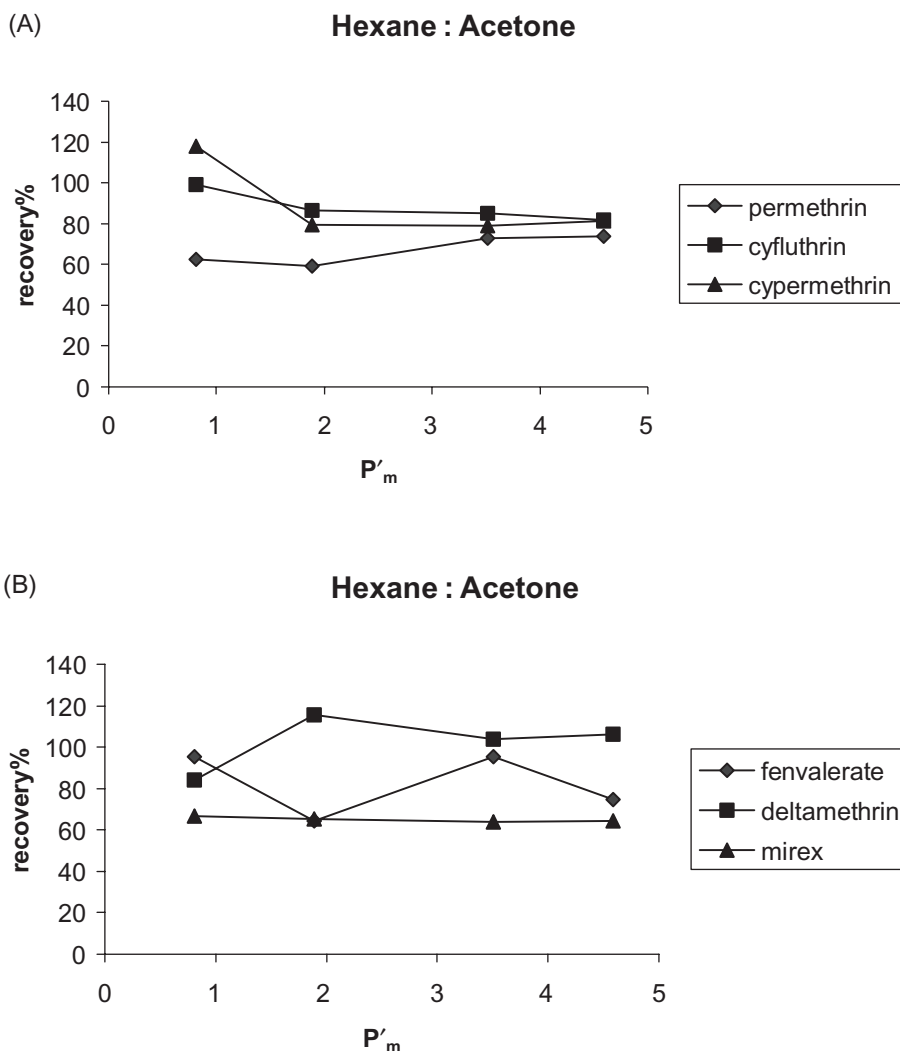 (A)
Hexane : Acetone
140
120
100
80
60
40
20
0
recovery%
0 1 2 3 4 5
P′m
permethrin
cyfluthrin
cypermethrin
(B)
Hexane : Acetone
140
120
100
80
60
40
20
0
recovery%
0 1 2 3 4 5
P′m
fenvalerate
deltamethrin
mirex